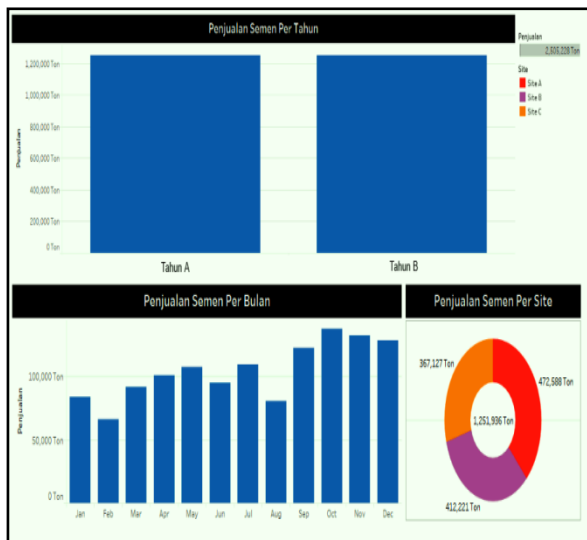 Penjualan Semen Per Tahun
Penjualan
2,505,228 Ton
Site
Site A
Site B
Site C
Penjualan
1,200,000 Ton
1,000,000 Ton
800,000 Ton
600,000 Ton
400,000 Ton
200,000 Ton
0 Ton
Tahun A
Tahun B
Penjualan Semen Per Bulan
Penjualan
100,000 Ton
50,000 Ton
0 Ton
Jan Feb Mar Apr May Jun Jul Aug Sep Oct Nov Dec
Penjualan Semen Per Site
367,127 Ton
472,588 Ton
1,251,936 Ton
412,221 Ton